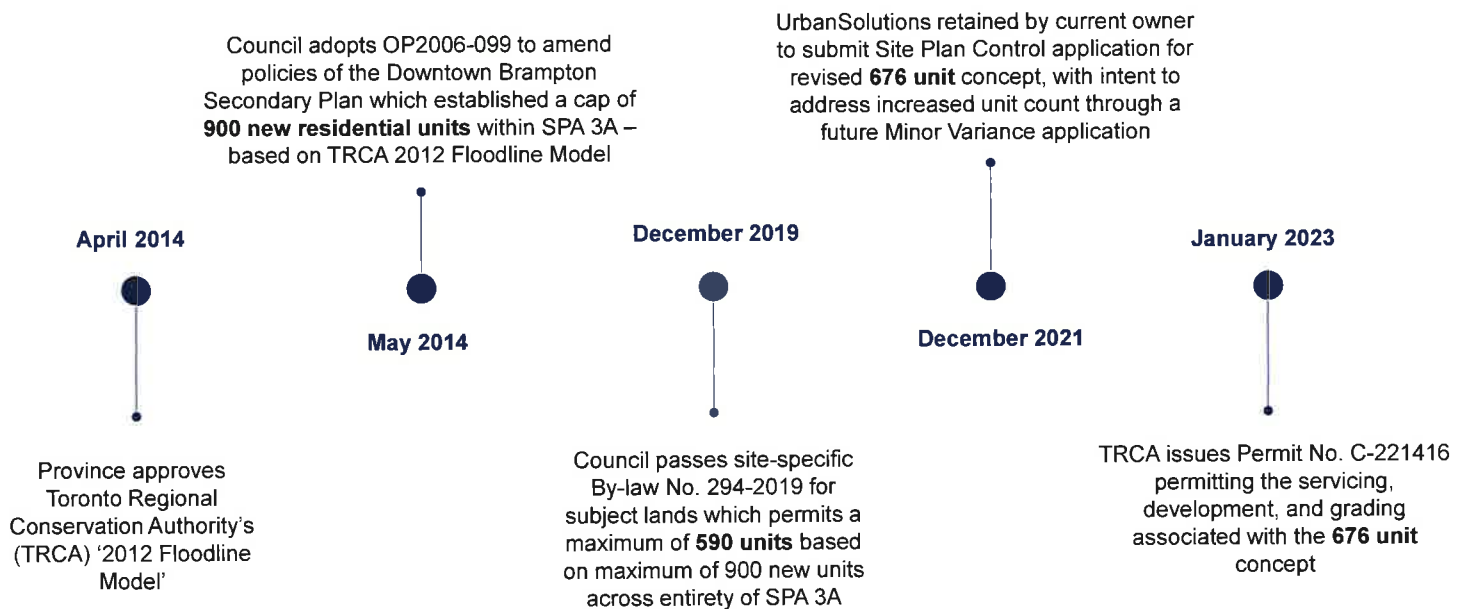 April 2014
Province approves
Toronto Regional
Conservation Authority's
(TRCA) '2012 Floodline
Model'
Council adopts OP2006-099 to amend
policies of the Downtown Brampton
Secondary Plan which established a cap of
900 new residential units within SPA 3A –
based on TRCA 2012 Floodline Model
May 2014
December 2019
Council passes site-specific
By-law No. 294-2019 for
subject lands which permits a
maximum of 590 units based
on maximum of 900 new units
across entirety of SPA 3A
UrbanSolutions retained by current owner
to submit Site Plan Control application for
revised 676 unit concept, with intent to
address increased unit count through a
future Minor Variance application
December 2021
January 2023
TRCA issues Permit No. C-221416
permitting the servicing,
development, and grading
associated with the 676 unit
concept